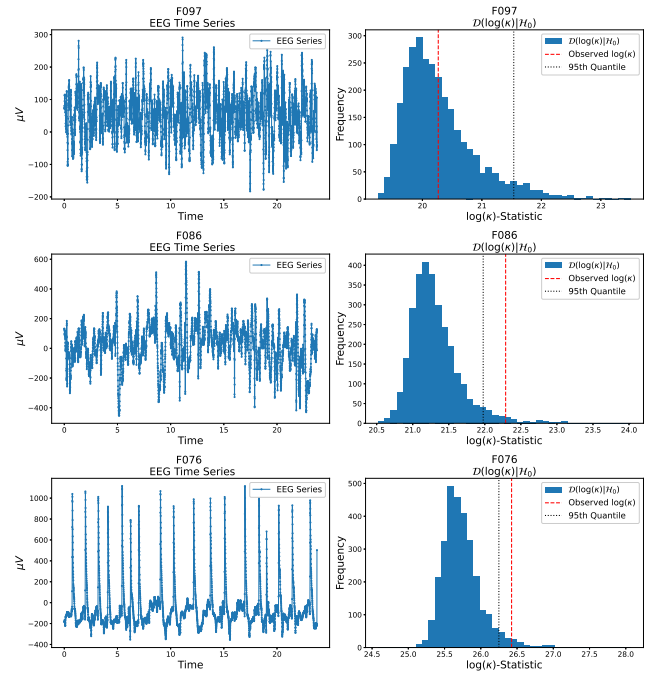 F097
EEG Time Series
EEG Series
300
200
100
0
−100
−200
μV
0 5 10 15 20
Time
F097
𝒟(log(κ)|ℋ₀)
𝒟(log(κ)|ℋ₀)
Observed log(κ)
95th Quantile
300
250
200
150
100
50
0
Frequency
20 21 22 23
log(κ)-Statistic
F086
EEG Time Series
EEG Series
600
400
200
0
−200
−400
μV
0 5 10 15 20
Time
F086
𝒟(log(κ)|ℋ₀)
𝒟(log(κ)|ℋ₀)
Observed log(κ)
95th Quantile
400
350
300
250
200
150
100
50
0
Frequency
20.5 21.0 21.5 22.0 22.5 23.0 23.5 24.0
log(κ)-Statistic
F076
EEG Time Series
EEG Series
1000
800
600
400
200
0
−200
−400
μV
0 5 10 15 20
Time
F076
𝒟(log(κ)|ℋ₀)
𝒟(log(κ)|ℋ₀)
Observed log(κ)
95th Quantile
500
400
300
200
100
0
Frequency
24.5 25.0 25.5 26.0 26.5 27.0 27.5 28.0
log(κ)-Statistic